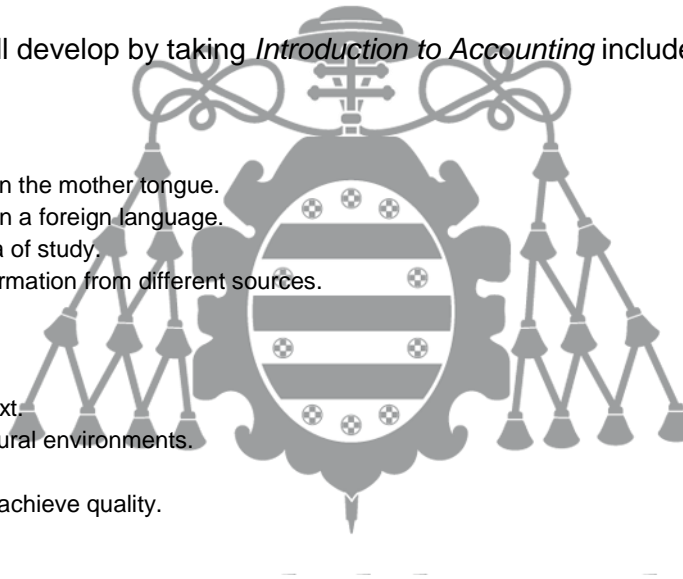 ll develop by taking Introduction to Accounting include
n the mother tongue.
n a foreign language.
a of study.
ormation from different sources.
xt.
ural environments.
achieve quality.